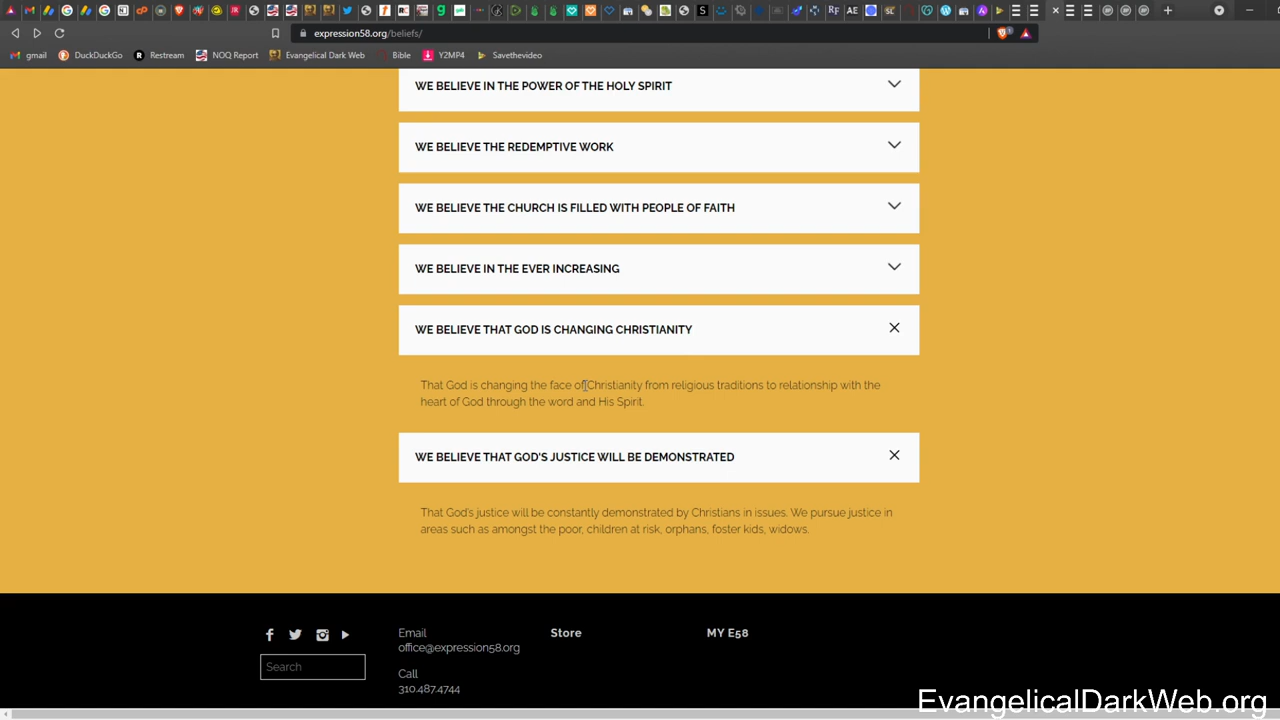 expression58.org/beliefs/
gmail DuckDuckGo Restream NOQ Report Evangelical Dark Web Bible Y2MP4 Savethevideo
WE BELIEVE IN THE POWER OF THE HOLY SPIRIT
WE BELIEVE THE REDEMPTIVE WORK
WE BELIEVE THE CHURCH IS FILLED WITH PEOPLE OF FAITH
WE BELIEVE IN THE EVER INCREASING
WE BELIEVE THAT GOD IS CHANGING CHRISTIANITY
That God is changing the face of Christianity from religious traditions to relationship with the
heart of God through the word and His Spirit.
WE BELIEVE THAT GOD'S JUSTICE WILL BE DEMONSTRATED
That God's justice will be constantly demonstrated by Christians in issues. We pursue justice in
areas such as amongst the poor, children at risk, orphans, foster kids, widows.
Email
office@expression58.org
Call
310.487.4744
Store
MY E58
Search
EvangelicalDarkWeb.org